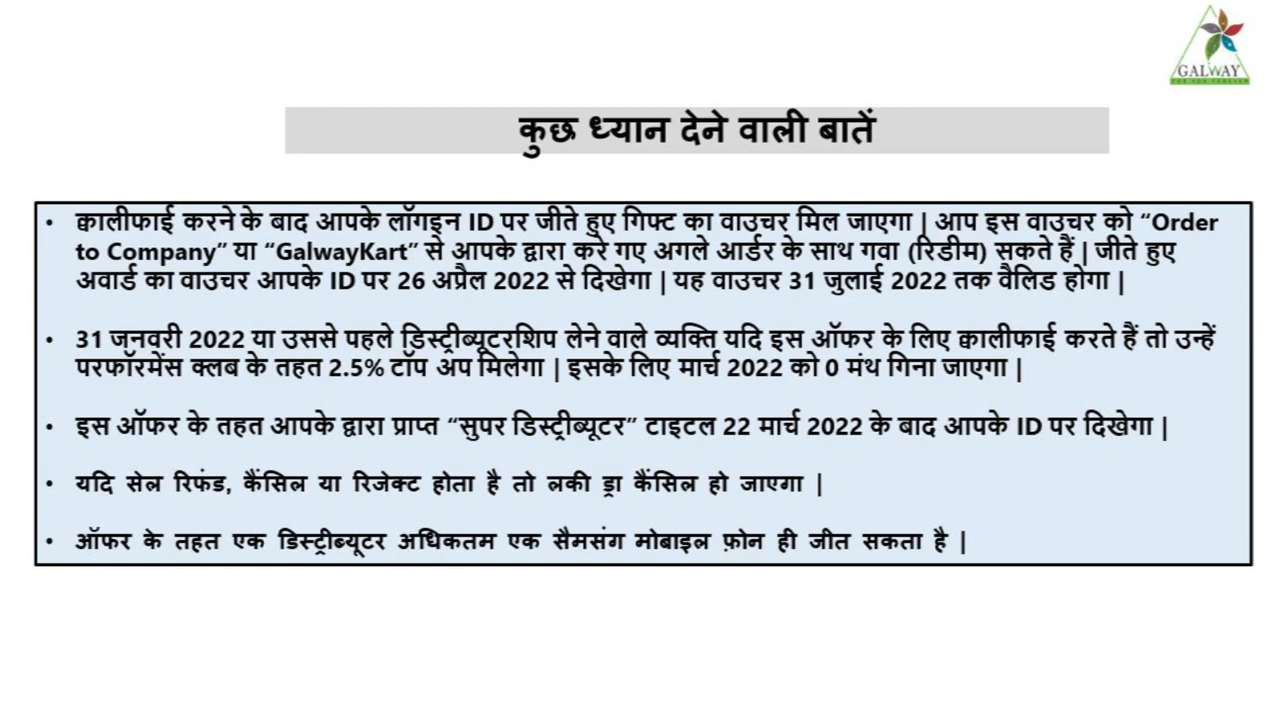 GALWAY
कुछ ध्यान देने वाली बातें
• क्वालीफाई करने के बाद आपके लॉगइन ID पर जीते हुए गिफ्ट का वाउचर मिल जाएगा | आप इस वाउचर को “Order
to Company” या “GalwayKart” से आपके द्वारा करे गए अगले आर्डर के साथ गवा (रिडीम) सकते हैं | जीते हुए
अवार्ड का वाउचर आपके ID पर 26 अप्रैल 2022 से दिखेगा | यह वाउचर 31 जुलाई 2022 तक वैलिड होगा |
• 31 जनवरी 2022 या उससे पहले डिस्ट्रीब्यूटरशिप लेने वाले व्यक्ति यदि इस ऑफर के लिए क्वालीफाई करते हैं तो उन्हें
परफॉरमेंस क्लब के तहत 2.5% टॉप अप मिलेगा | इसके लिए मार्च 2022 को 0 मंथ गिना जाएगा |
• इस ऑफर के तहत आपके द्वारा प्राप्त “सुपर डिस्ट्रीब्यूटर” टाइटल 22 मार्च 2022 के बाद आपके ID पर दिखेगा |
• यदि सेल रिफंड, कैंसिल या रिजेक्ट होता है तो लकी ड्रा कैंसिल हो जाएगा |
• ऑफर के तहत एक डिस्ट्रीब्यूटर अधिकतम एक सैमसंग मोबाइल फ़ोन ही जीत सकता है |